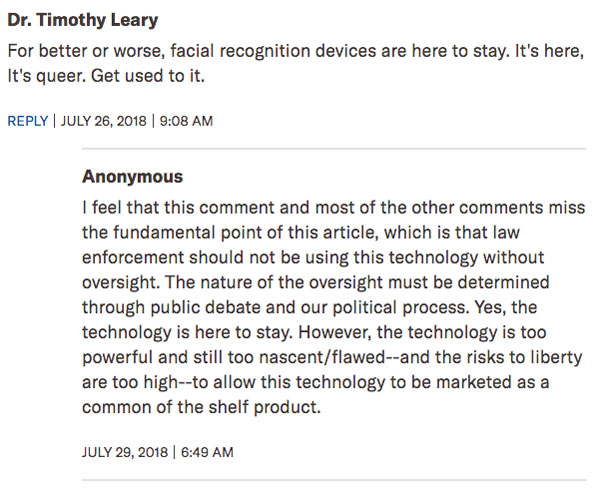 Dr. Timothy Leary
For better or worse, facial recognition devices are here to stay. It's here,
It's queer. Get used to it.
REPLY | JULY 26, 2018 | 9:08 AM
Anonymous
I feel that this comment and most of the other comments miss
the fundamental point of this article, which is that law
enforcement should not be using this technology without
oversight. The nature of the oversight must be determined
through public debate and our political process. Yes, the
technology is here to stay. However, the technology is too
powerful and still too nascent/flawed--and the risks to liberty
are too high--to allow this technology to be marketed as a
common of the shelf product.
JULY 29, 2018 | 6:49 AM